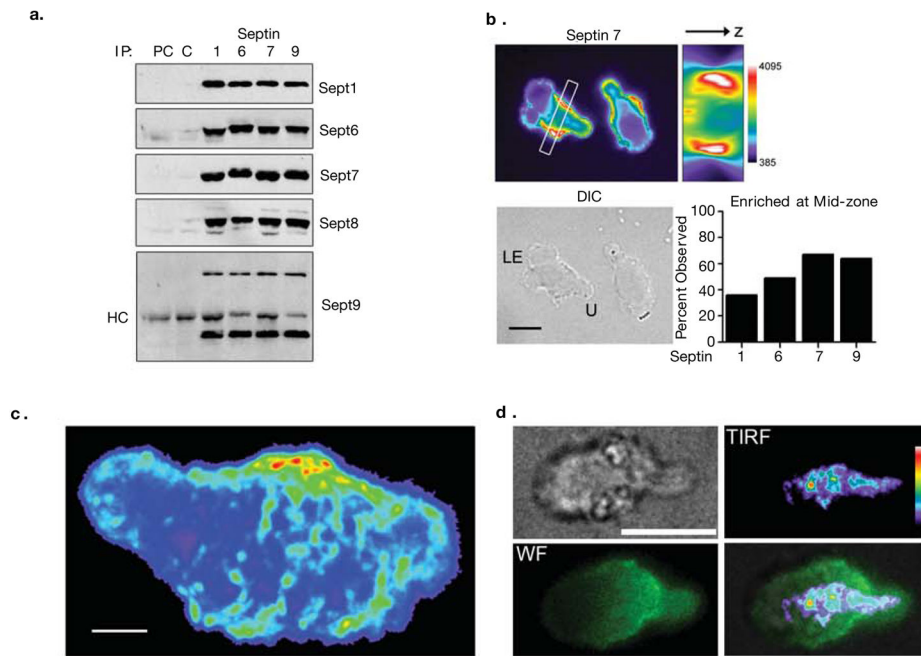 a.
Septin
IP: PC C 1 6 7 9
Sept1
Sept6
Sept7
Sept8
Sept9
HC
b.
Septin 7
z
4095
385
DIC
LE
U
Enriched at Mid-zone
Percent Observed
100
80
60
40
20
0
Septin 1 6 7 9
c.
d.
TIRF
WF